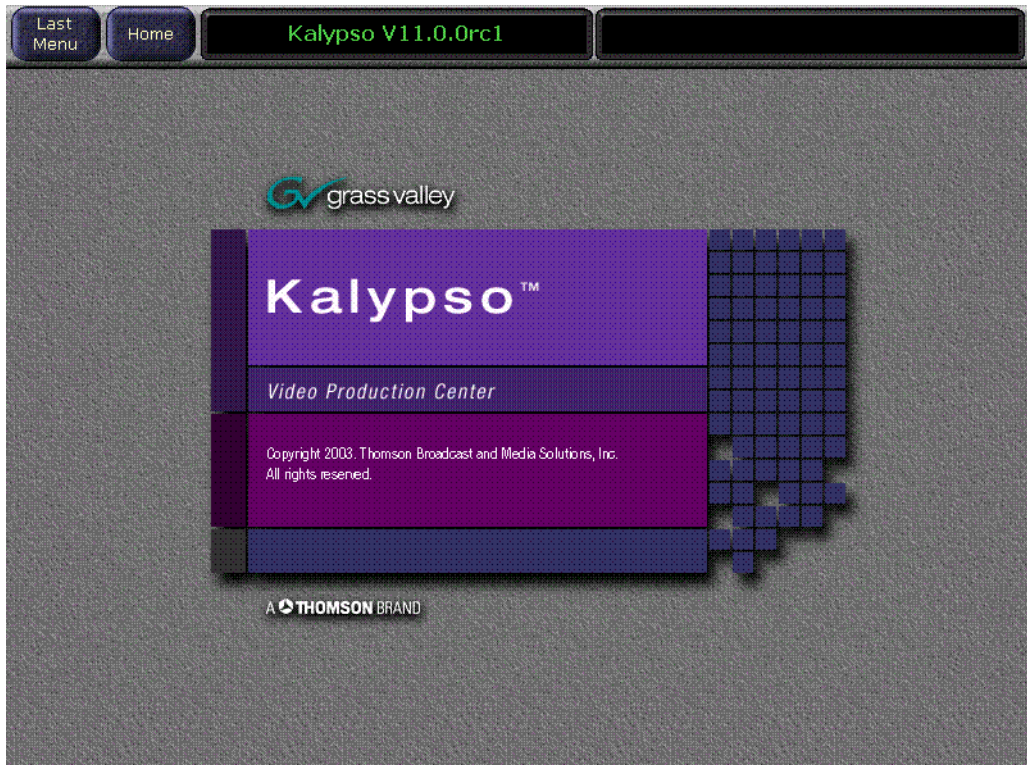 Last
Menu
Home
Kalypso V11.0.0rc1
grass valley
Kalypso™
Video Production Center
Copyright 2003. Thomson Broadcast and Media Solutions, Inc.
All rights reserved.
A THOMSON BRAND